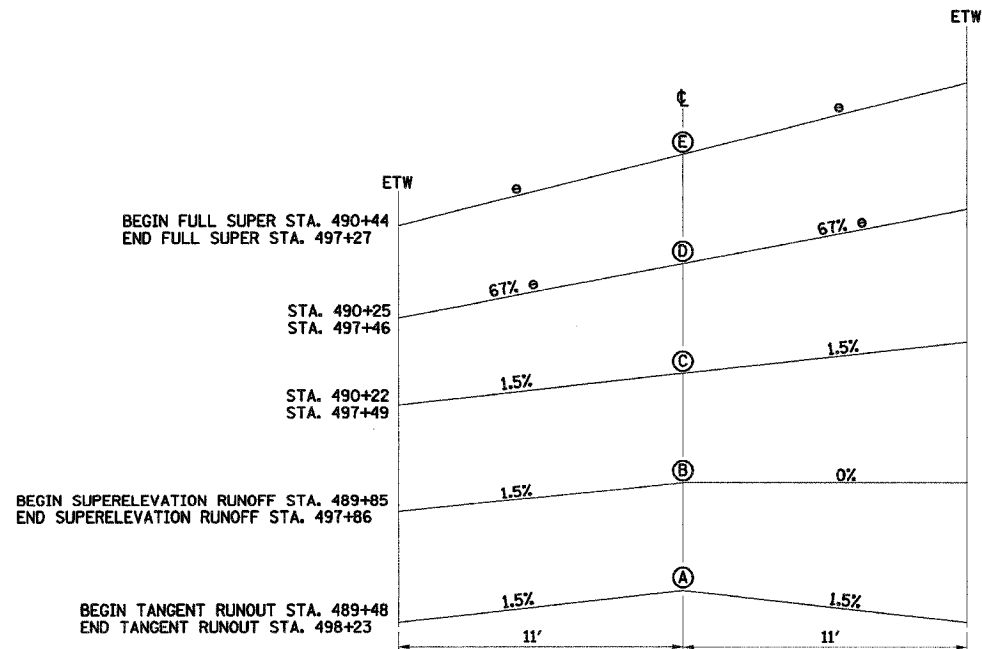 ETW
℄
Ⓔ
e
e
ETW
BEGIN FULL SUPER STA. 490+44
END FULL SUPER STA. 497+27
Ⓓ
67% e
67% e
STA. 490+25
STA. 497+46
Ⓒ
1.5%
1.5%
STA. 490+22
STA. 497+49
Ⓑ
1.5%
0%
BEGIN SUPERELEVATION RUNOFF STA. 489+85
END SUPERELEVATION RUNOFF STA. 497+86
Ⓐ
1.5%
1.5%
BEGIN TANGENT RUNOUT STA. 489+48
END TANGENT RUNOUT STA. 498+23
11'
11'